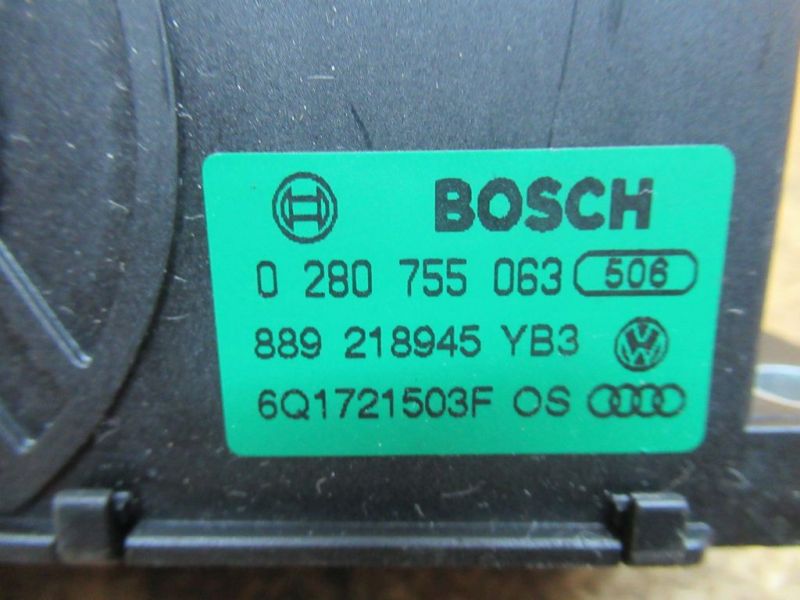 BOSCH
0 280 755 063 506
889 218945 YB3
6Q1721503F OS